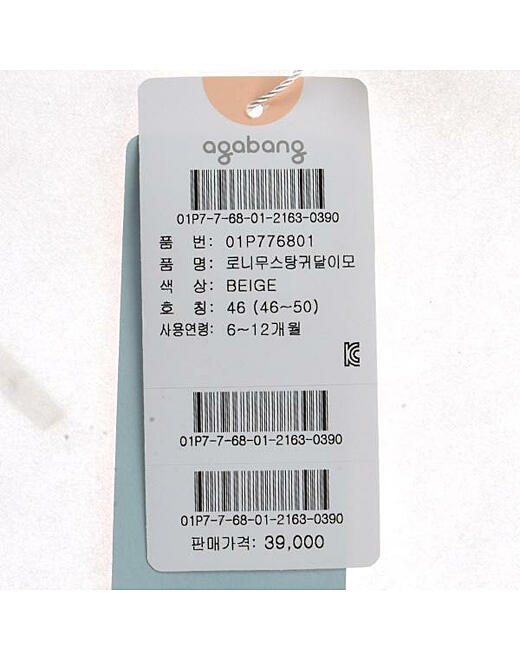 agabang
01P7-7-68-01-2163-0390
품 번: 01P776801
품 명: 로니무스탕귀달이모
색 상: BEIGE
호 칭: 46 (46~50)
사용연령: 6~12개월
KC
01P7-7-68-01-2163-0390
01P7-7-68-01-2163-0390
판매가격: 39,000